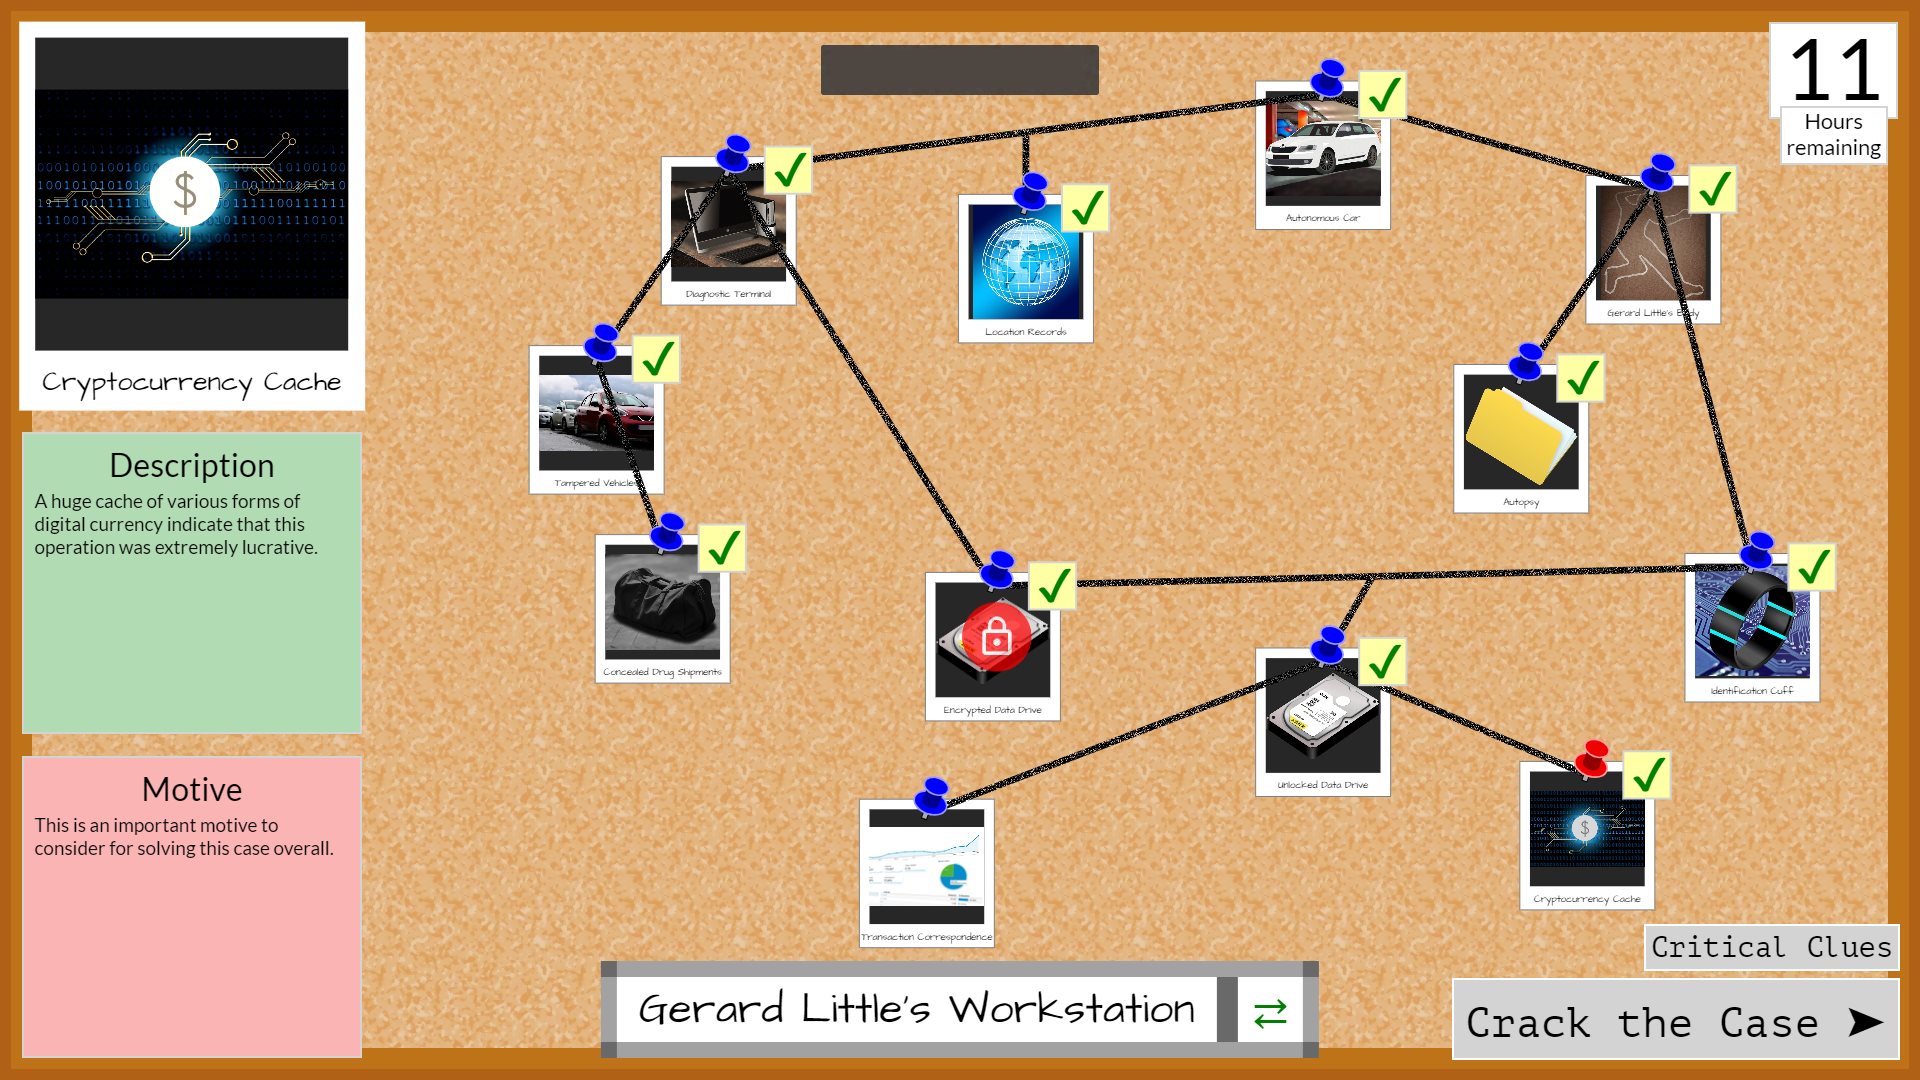 Cryptocurrency Cache
Description
A huge cache of various forms of
digital currency indicate that this
operation was extremely lucrative.
Motive
This is an important motive to
consider for solving this case overall.
11
Hours
remaining
Autonomous Car
Diagnostic Terminal
Location Records
Gerard Little's Body
Tampered Vehicles
Autopsy
Concealed Drug Shipments
Encrypted Data Drive
Identification Cuff
Unlocked Data Drive
Cryptocurrency Cache
Transaction Correspondence
Critical Clues
Gerard Little's Workstation
Crack the Case